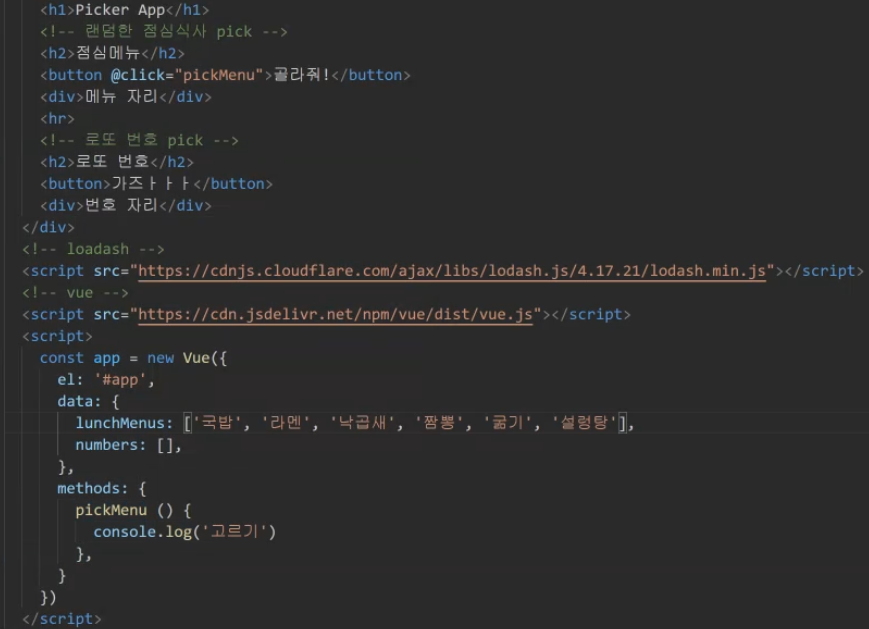 <h1>Picker App</h1>
<!-- 랜덤한 점심식사 pick -->
<h2>점심메뉴</h2>
<button @click="pickMenu">골라줘!</button>
<div>메뉴 자리</div>
<hr>
<!-- 로또 번호 pick -->
<h2>로또 번호</h2>
<button>가즈ㅏㅏㅏ</button>
<div>번호 자리</div>
</div>
<!-- loadash -->
<script src="https://cdnjs.cloudflare.com/ajax/libs/lodash.js/4.17.21/lodash.min.js"></script>
<!-- vue -->
<script src="https://cdn.jsdelivr.net/npm/vue/dist/vue.js"></script>
<script>
const app = new Vue({
el: '#app',
data: {
lunchMenus: ['국밥', '라멘', '낙곱새', '짬뽕', '굶기', '설렁탕'],
numbers: [],
},
methods: {
pickMenu () {
console.log('고르기')
},
}
})
</script>